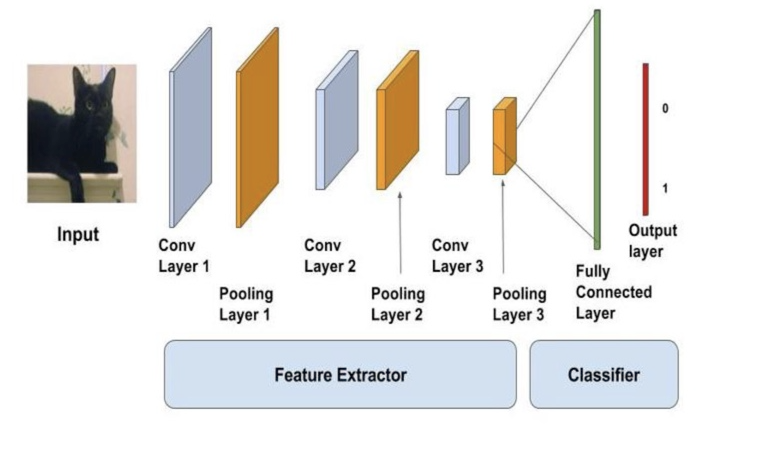 Input
Conv
Layer 1
Pooling
Layer 1
Conv
Layer 2
Pooling
Layer 2
Conv
Layer 3
Pooling
Layer 3
Fully
Connected
Layer
0
1
Output
layer
Feature Extractor
Classifier